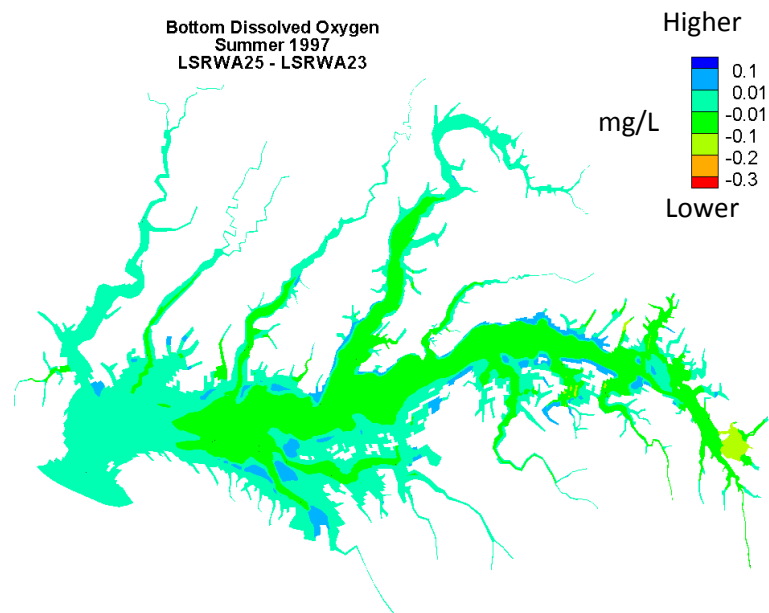 Bottom Dissolved Oxygen
Summer 1997
LSRWA25 - LSRWA23
Higher
mg/L
0.1
0.01
-0.01
-0.1
-0.2
-0.3
Lower